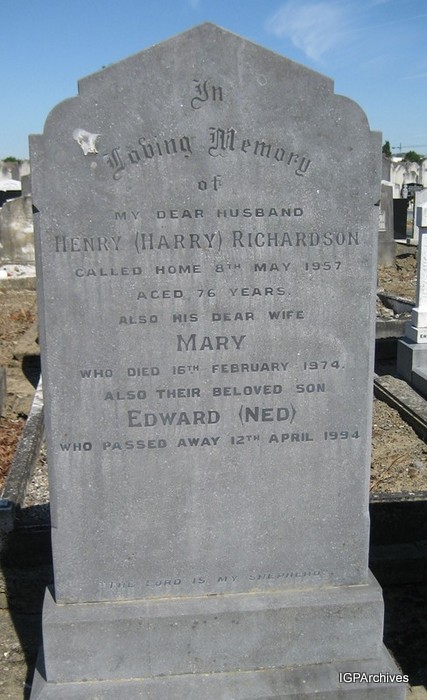 In
Loving Memory
of
MY DEAR HUSBAND
HENRY (HARRY) RICHARDSON
CALLED HOME 8TH MAY 1957
AGED 76 YEARS.
ALSO HIS DEAR WIFE
MARY
WHO DIED 16TH FEBRUARY 1974.
ALSO THEIR BELOVED SON
EDWARD (NED)
WHO PASSED AWAY 12TH APRIL 1994
"THE LORD IS MY SHEPHERD"
IGPArchives